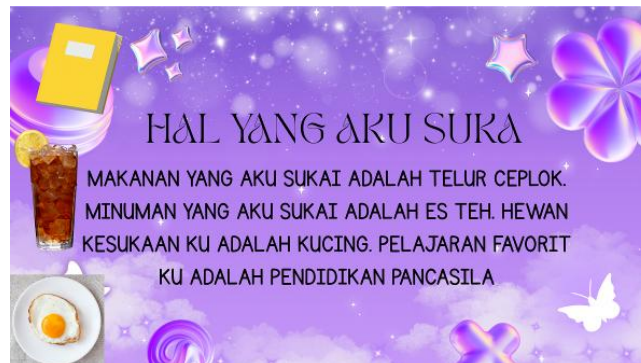 HAL YANG AKU SUKA
MAKANAN YANG AKU SUKAI ADALAH TELUR CEPLOK.
MINUMAN YANG AKU SUKAI ADALAH ES TEH. HEWAN
KESUKAAN KU ADALAH KUCING. PELAJARAN FAVORIT
KU ADALAH PENDIDIKAN PANCASILA